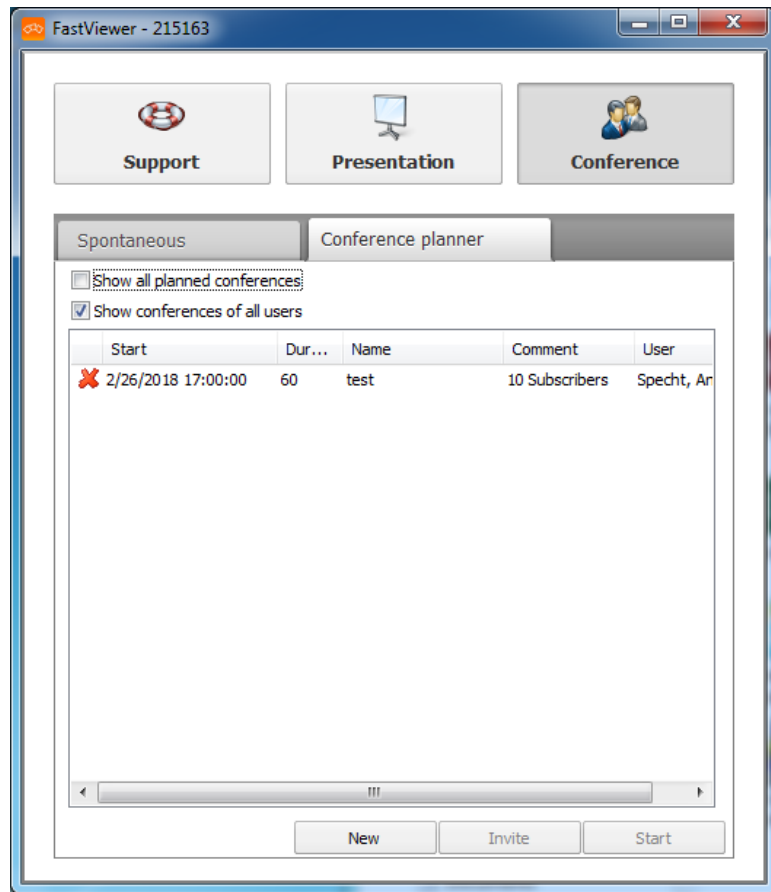 FastViewer - 215163
Support Presentation Conference
Spontaneous Conference planner
Show all planned conferences
Show conferences of all users
Start Dur... Name Comment User
2/26/2018 17:00:00 60 test 10 Subscribers Specht, Ar
New Invite Start